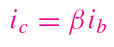 i_c = βi_b